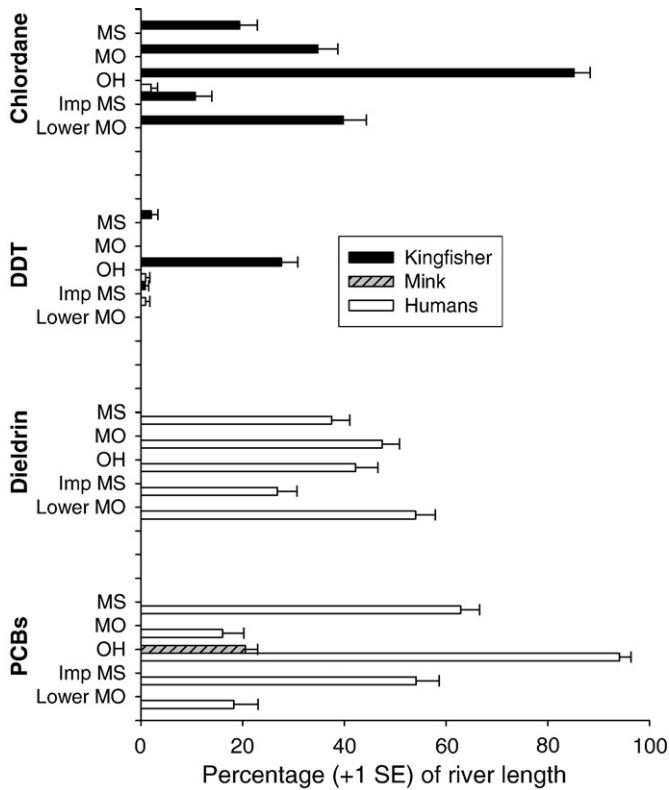 Chlordane
MS
MO
OH
Imp MS
Lower MO
DDT
MS
MO
OH
Imp MS
Lower MO
Kingfisher
Mink
Humans
Dieldrin
MS
MO
OH
Imp MS
Lower MO
PCBs
MS
MO
OH
Imp MS
Lower MO
0 20 40 60 80 100
Percentage (+1 SE) of river length